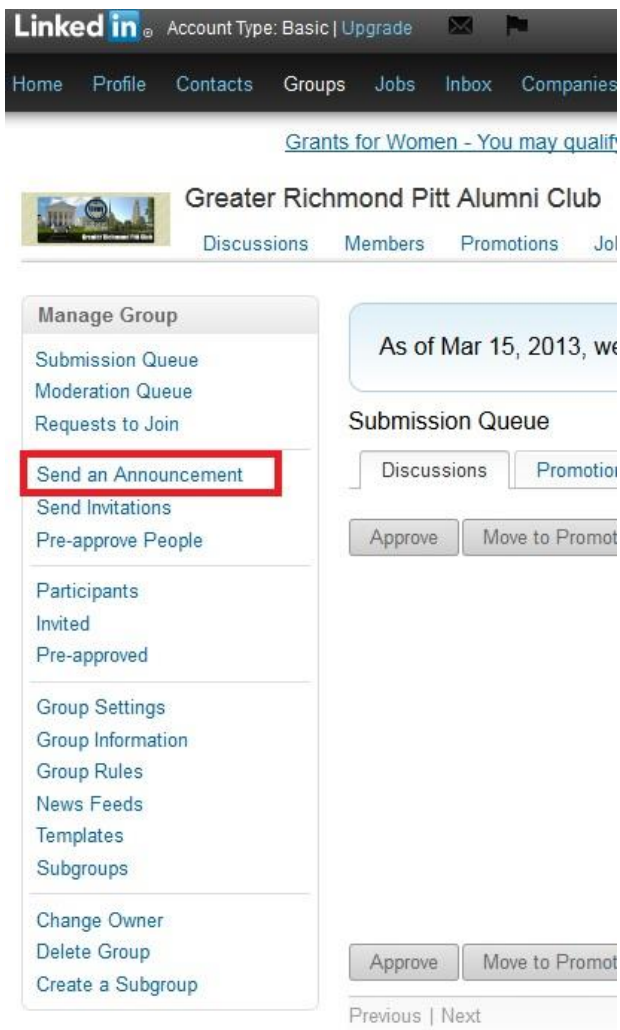 Linked in ® Account Type: Basic | Upgrade
Home Profile Contacts Groups Jobs Inbox Companies
Grants for Women - You may qualify
Greater Richmond Pitt Alumni Club
Discussions Members Promotions
Manage Group
Submission Queue
Moderation Queue
Requests to Join
Send an Announcement
Send Invitations
Pre-approve People
Participants
Invited
Pre-approved
Group Settings
Group Information
Group Rules
News Feeds
Templates
Subgroups
Change Owner
Delete Group
Create a Subgroup
As of Mar 15, 2013, we
Submission Queue
Discussions Promotion
Approve Move to Promot
Approve Move to Promot
Previous | Next